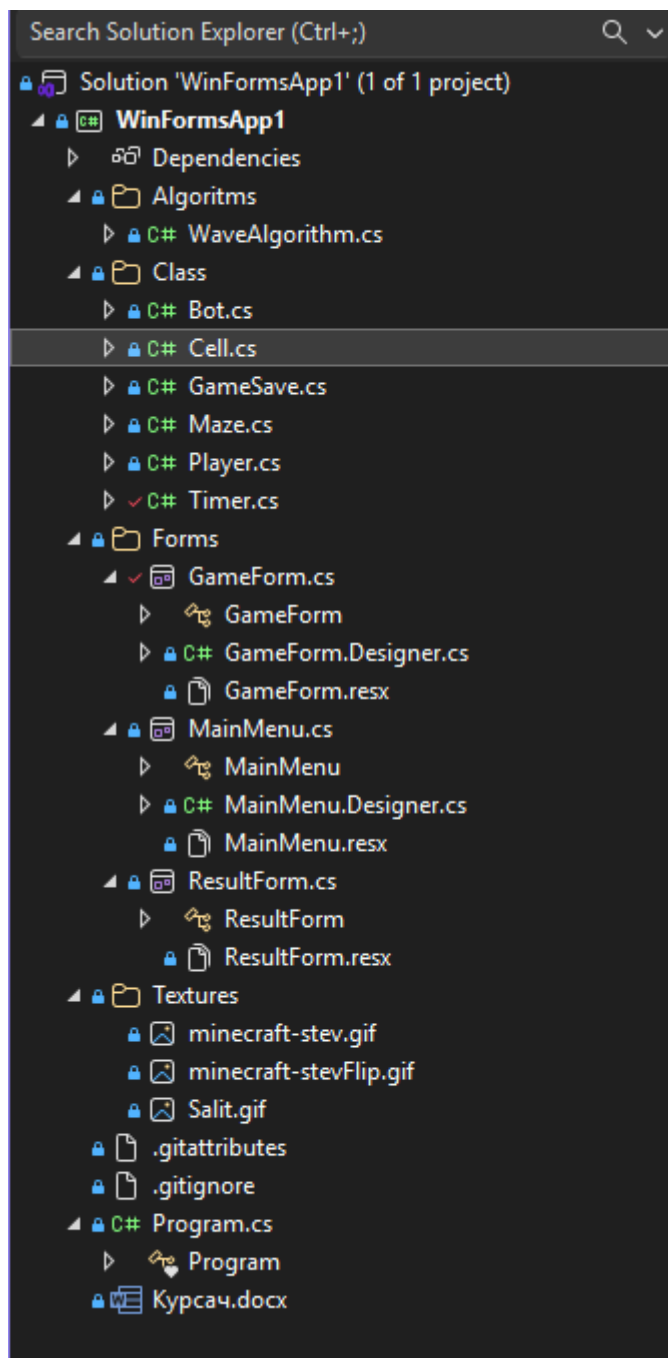 Search Solution Explorer (Ctrl+;)
Solution 'WinFormsApp1' (1 of 1 project)
C# WinFormsApp1
Dependencies
Algoritms
C# WaveAlgorithm.cs
Class
C# Bot.cs
C# Cell.cs
C# GameSave.cs
C# Maze.cs
C# Player.cs
C# Timer.cs
Forms
GameForm.cs
GameForm
C# GameForm.Designer.cs
GameForm.resx
MainMenu.cs
MainMenu
C# MainMenu.Designer.cs
MainMenu.resx
ResultForm.cs
ResultForm
ResultForm.resx
Textures
minecraft-stev.gif
minecraft-stevFlip.gif
Salit.gif
.gitattributes
.gitignore
C# Program.cs
Program
W Курсач.docx